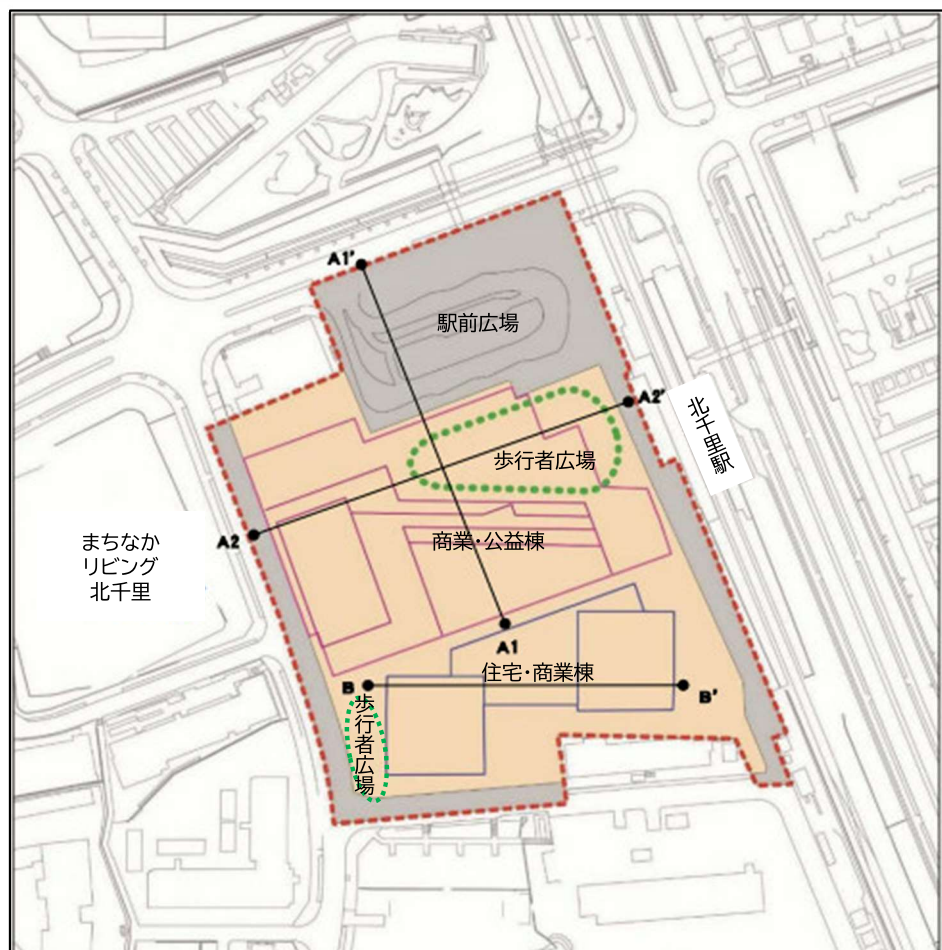 A1'
駅前広場
A2'
北千里駅
歩行者広場
A2
まちなか
リビング
北千里
商業・公益棟
A1
住宅・商業棟
B
B'
歩行者広場